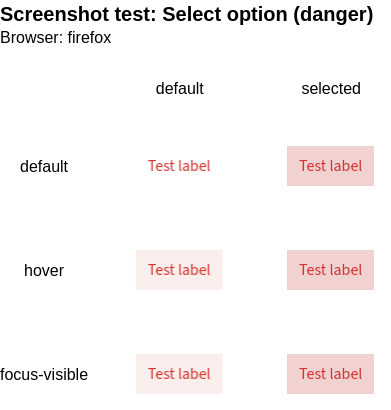 Screenshot test: Select option (danger)
Browser: firefox
default selected
default Test label Test label
hover Test label Test label
focus-visible Test label Test label